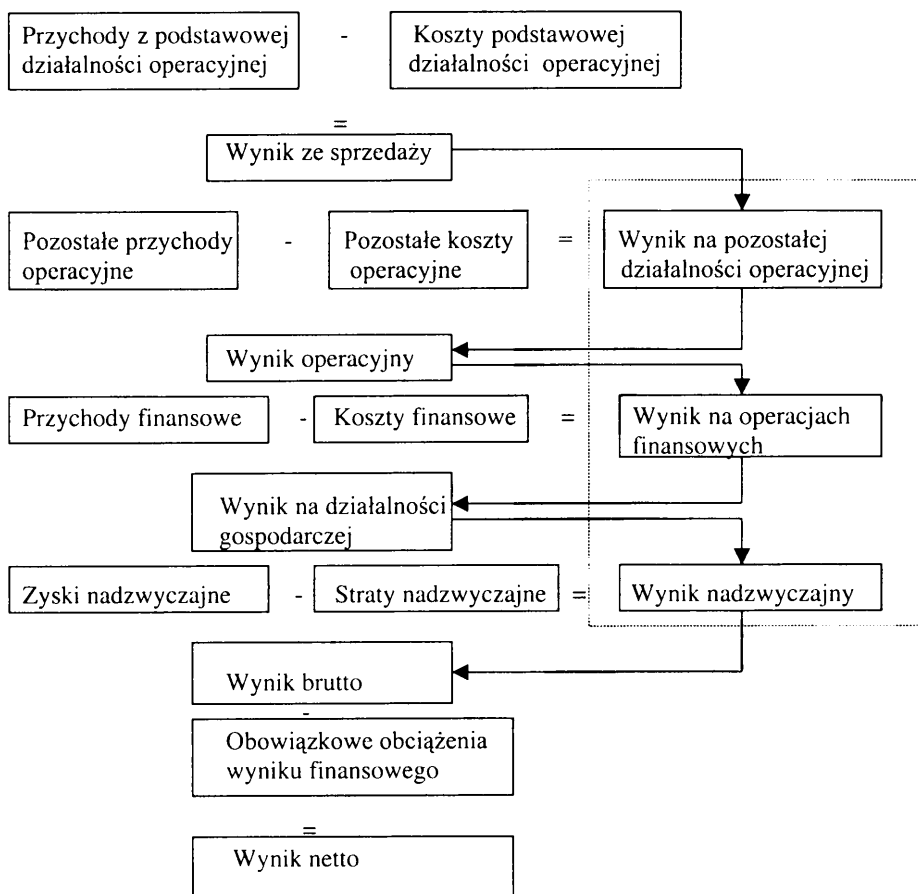 Przychody z podstawowej
działalności operacyjnej
-
Koszty podstawowej
działalności operacyjnej
=
Wynik ze sprzedaży
Pozostałe przychody
operacyjne
-
Pozostałe koszty
operacyjne
=
Wynik na pozostałej
działalności operacyjnej
Wynik operacyjny
Przychody finansowe
-
Koszty finansowe
=
Wynik na operacjach
finansowych
Wynik na działalności
gospodarczej
Zyski nadzwyczajne
-
Straty nadzwyczajne
=
Wynik nadzwyczajny
Wynik brutto
-
Obowiązkowe obciążenia
wyniku finansowego
=
Wynik netto